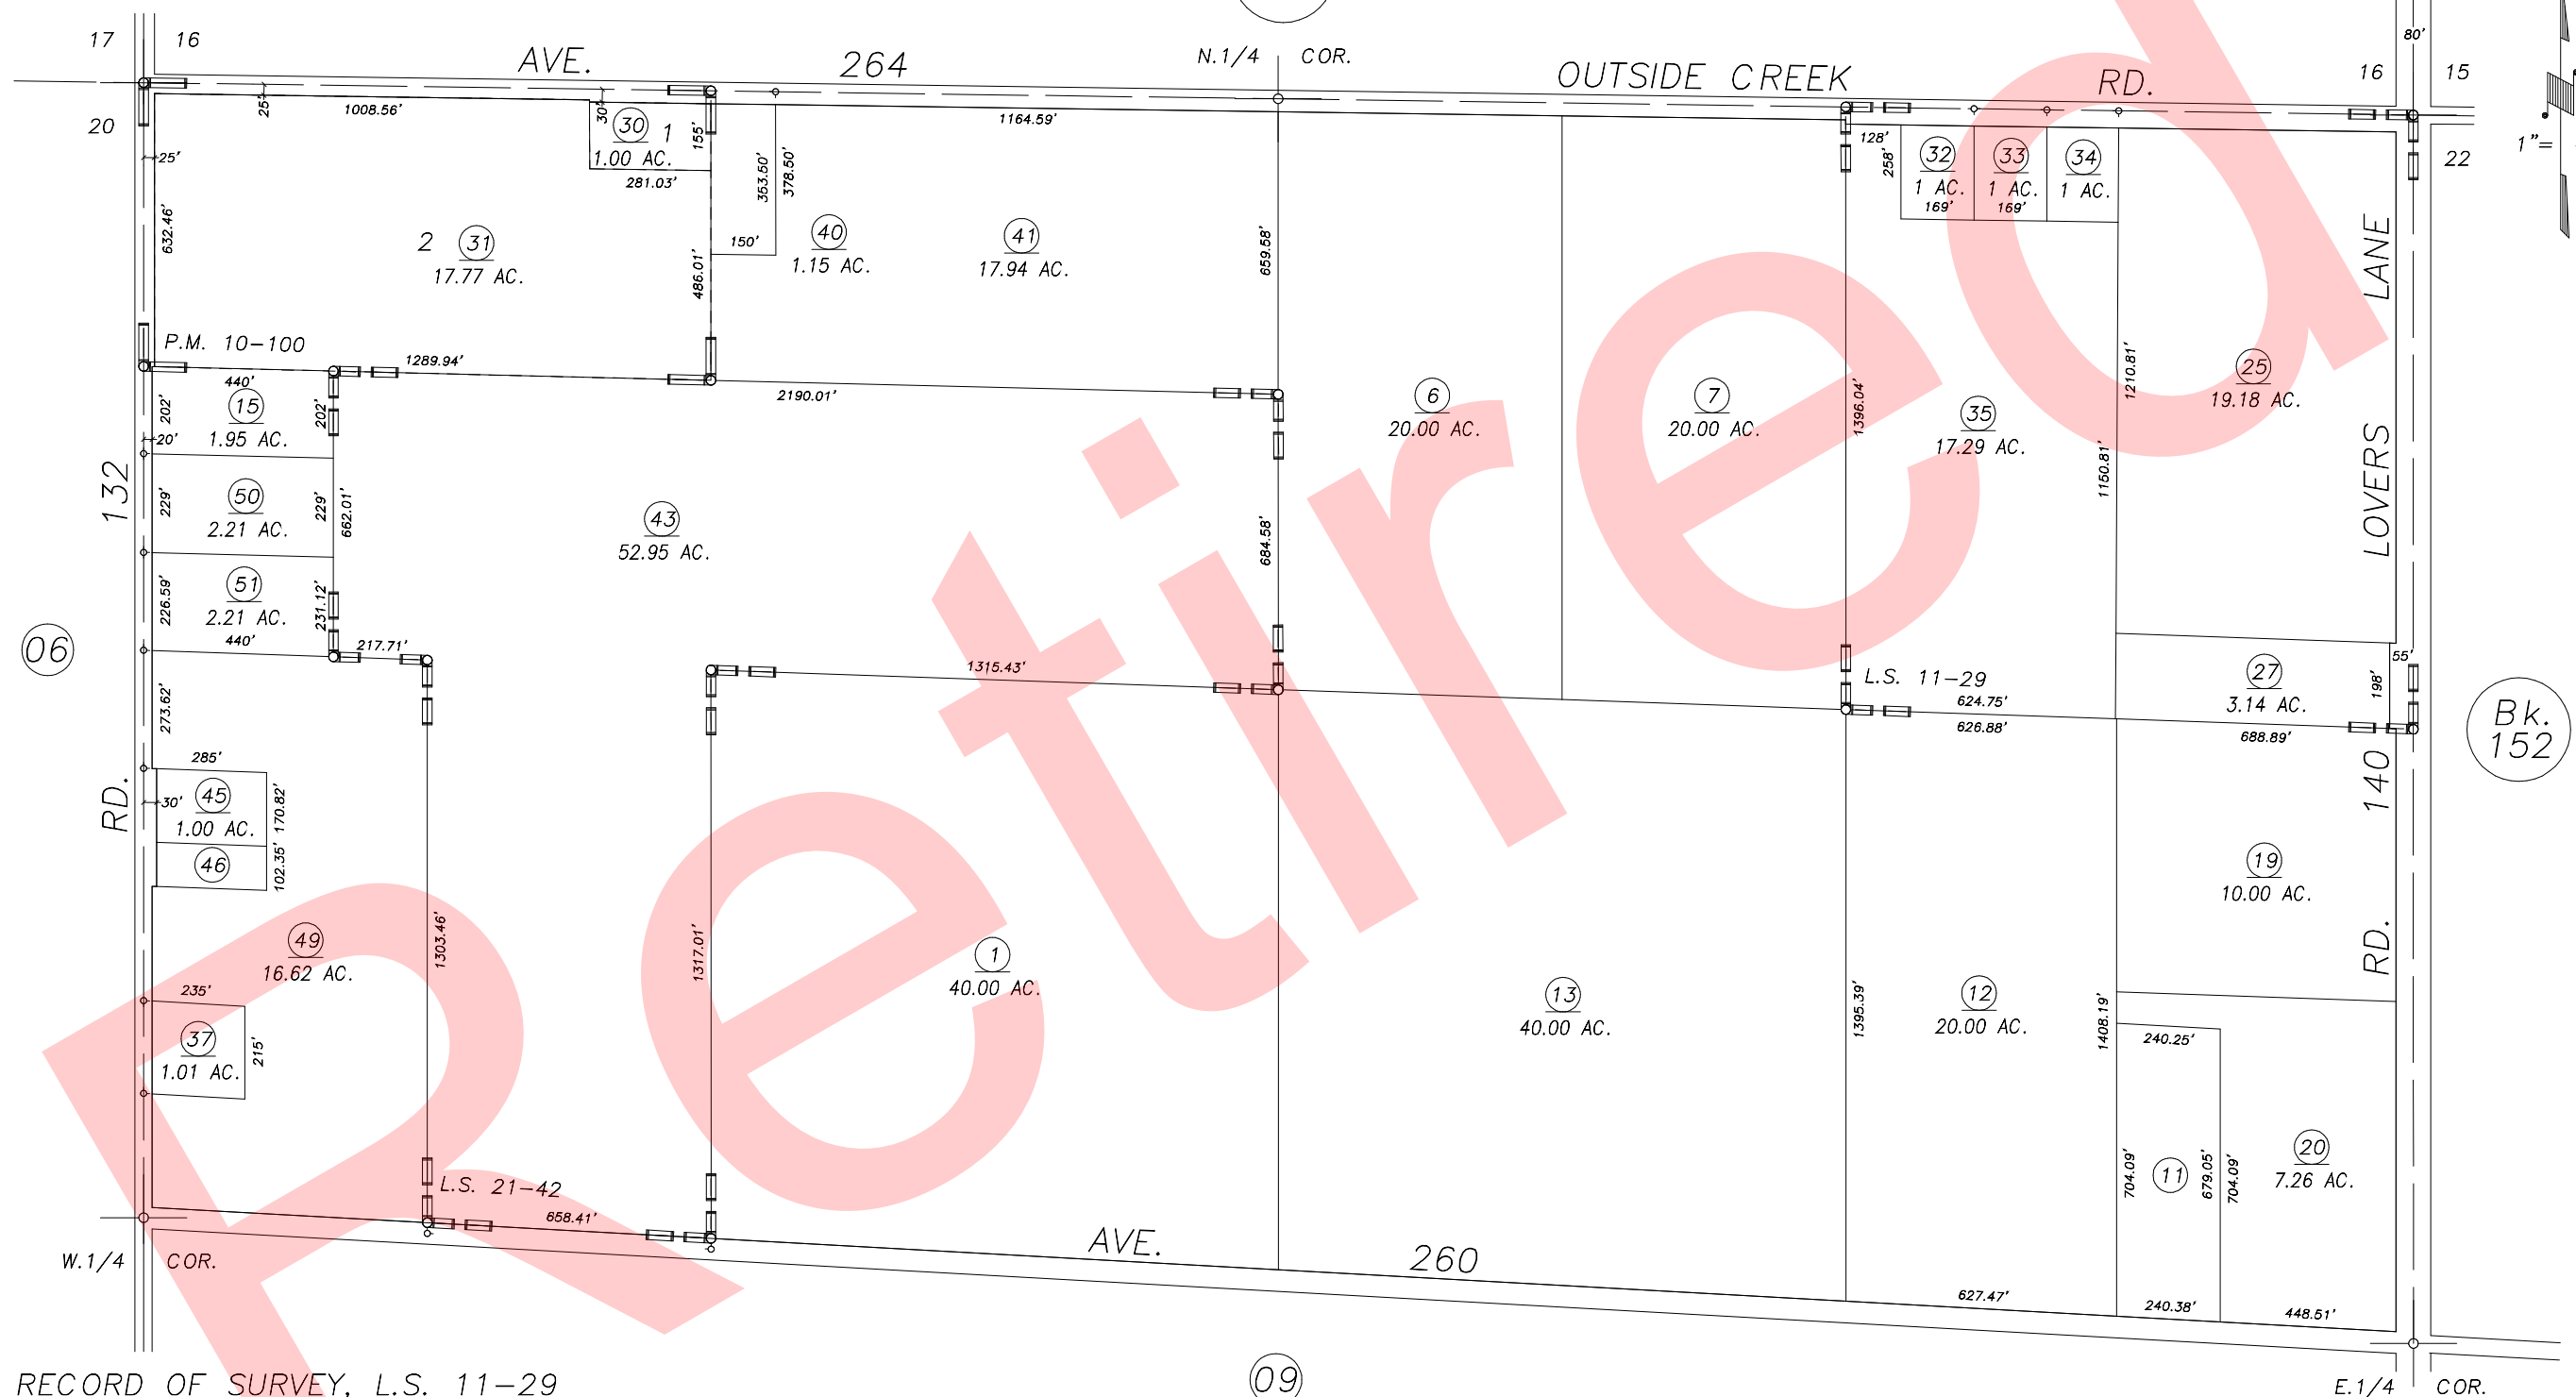 17 16
AVE. 264
N.1/4 COR.
OUTSIDE CREEK RD.
80'
16 15
20
22
1"=
25'
1008.56'
30'
30 1
1.00 AC.
155'
281.03'
1164.59'
353.50'
378.50'
150'
128'
258'
32
1 AC.
169'
33
1 AC.
169'
34
1 AC.
25'
632.46'
2 31
17.77 AC.
486.01'
40
1.15 AC.
41
17.94 AC.
659.58'
LOVERS LANE
P.M. 10-100
1289.94'
2190.01'
440'
202'
15
1.95 AC.
202'
20'
6
20.00 AC.
7
20.00 AC.
1396.04'
35
17.29 AC.
1210.81'
1150.81'
25
19.18 AC.
RD. 132
229'
50
2.21 AC.
229'
662.01'
43
52.95 AC.
684.58'
226.59'
51
2.21 AC.
231.12'
440'
217.71'
06
1315.43'
L.S. 11-29
624.75'
626.88'
55'
27
3.14 AC.
198'
688.89'
Bk.
152
273.62'
285'
30'
45
1.00 AC.
170.82'
46
102.35'
RD. 140
19
10.00 AC.
49
16.62 AC.
1303.46'
1317.01'
1
40.00 AC.
13
40.00 AC.
1395.39'
12
20.00 AC.
1408.19'
235'
37
1.01 AC.
215'
240.25'
704.09'
11
679.05'
704.09'
20
7.26 AC.
L.S. 21-42
658.41'
AVE. 260
627.47'
240.38'
448.51'
W.1/4 COR.
RECORD OF SURVEY, L.S. 11-29
09
E.1/4 COR.
Retired